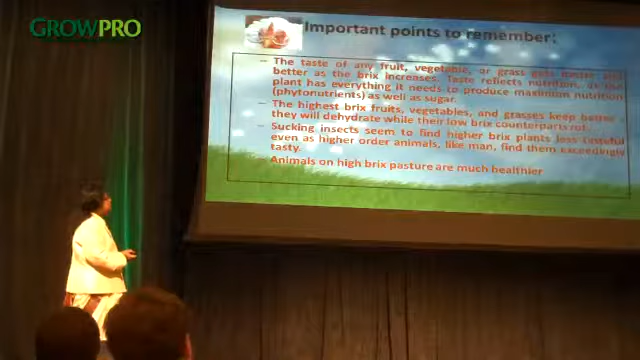 GROWPRO
Important points to remember:
– The taste of any fruit, vegetable, or grass gets
better as the brix increases. Taste reflects nutrition, as the
plant has everything it needs to produce maximum nutrition
(phytonutrients) as well as sugar.
– The highest brix fruits, vegetables, and grasses keep better -
they will dehydrate while their low brix counterparts rot.
– Sucking insects seem to find higher brix plants less tasteful
even as higher order animals, like man, find them exceedingly
tasty.
– Animals on high brix pasture are much healthier